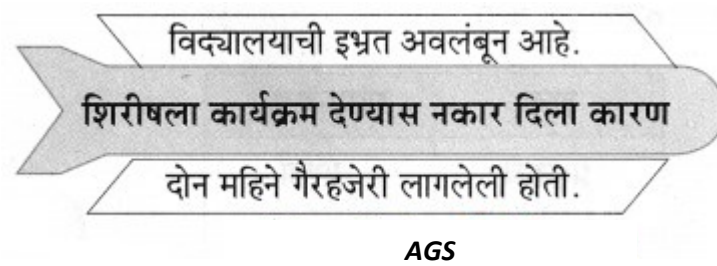 विद्यालयाची इभ्रत अवलंबून आहे.
शिरीषला कार्यक्रम देण्यास नकार दिला कारण
दोन महिने गैरहजेरी लागलेली होती.
AGS